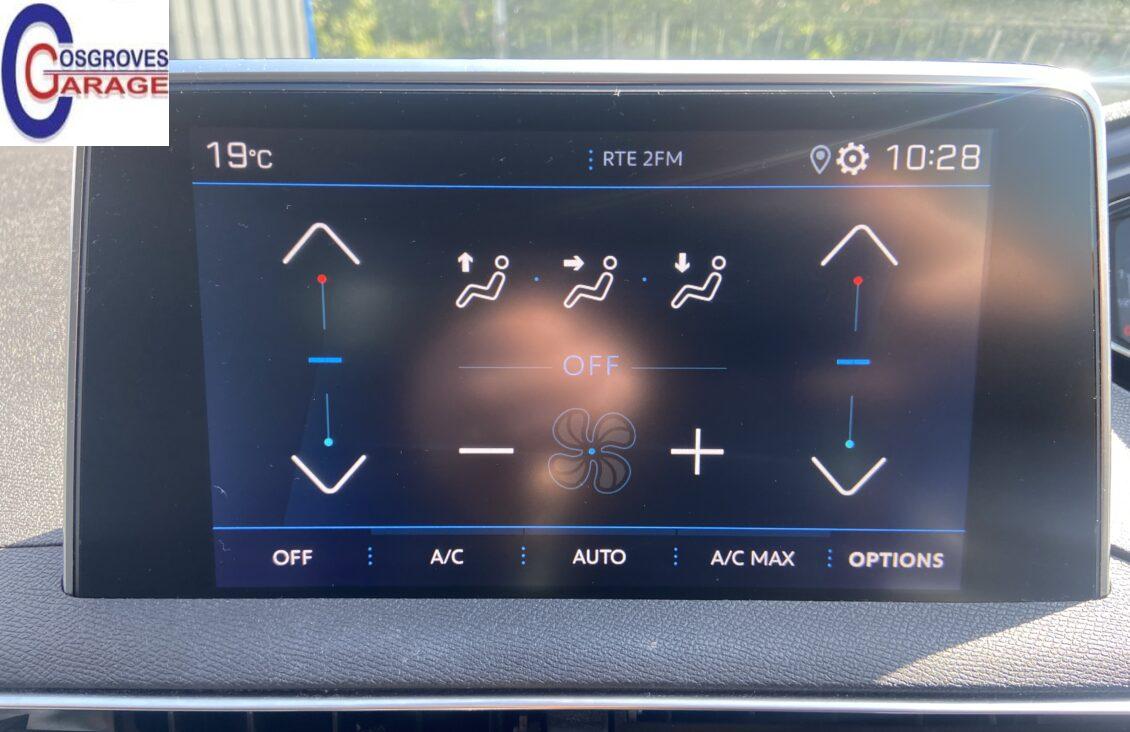 COSGROVES
GARAGE
19°C
RTE 2FM
10:28
OFF
OFF
A/C
AUTO
A/C MAX
OPTIONS